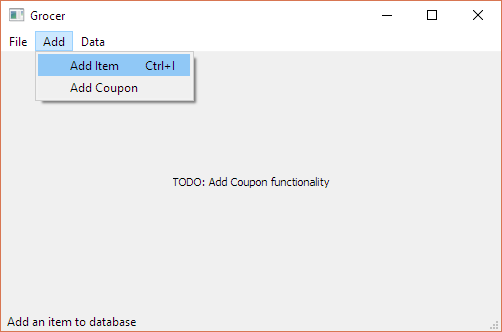 Grocer
File Add Data
Add Item Ctrl+I
Add Coupon
TODO: Add Coupon functionality
Add an item to database